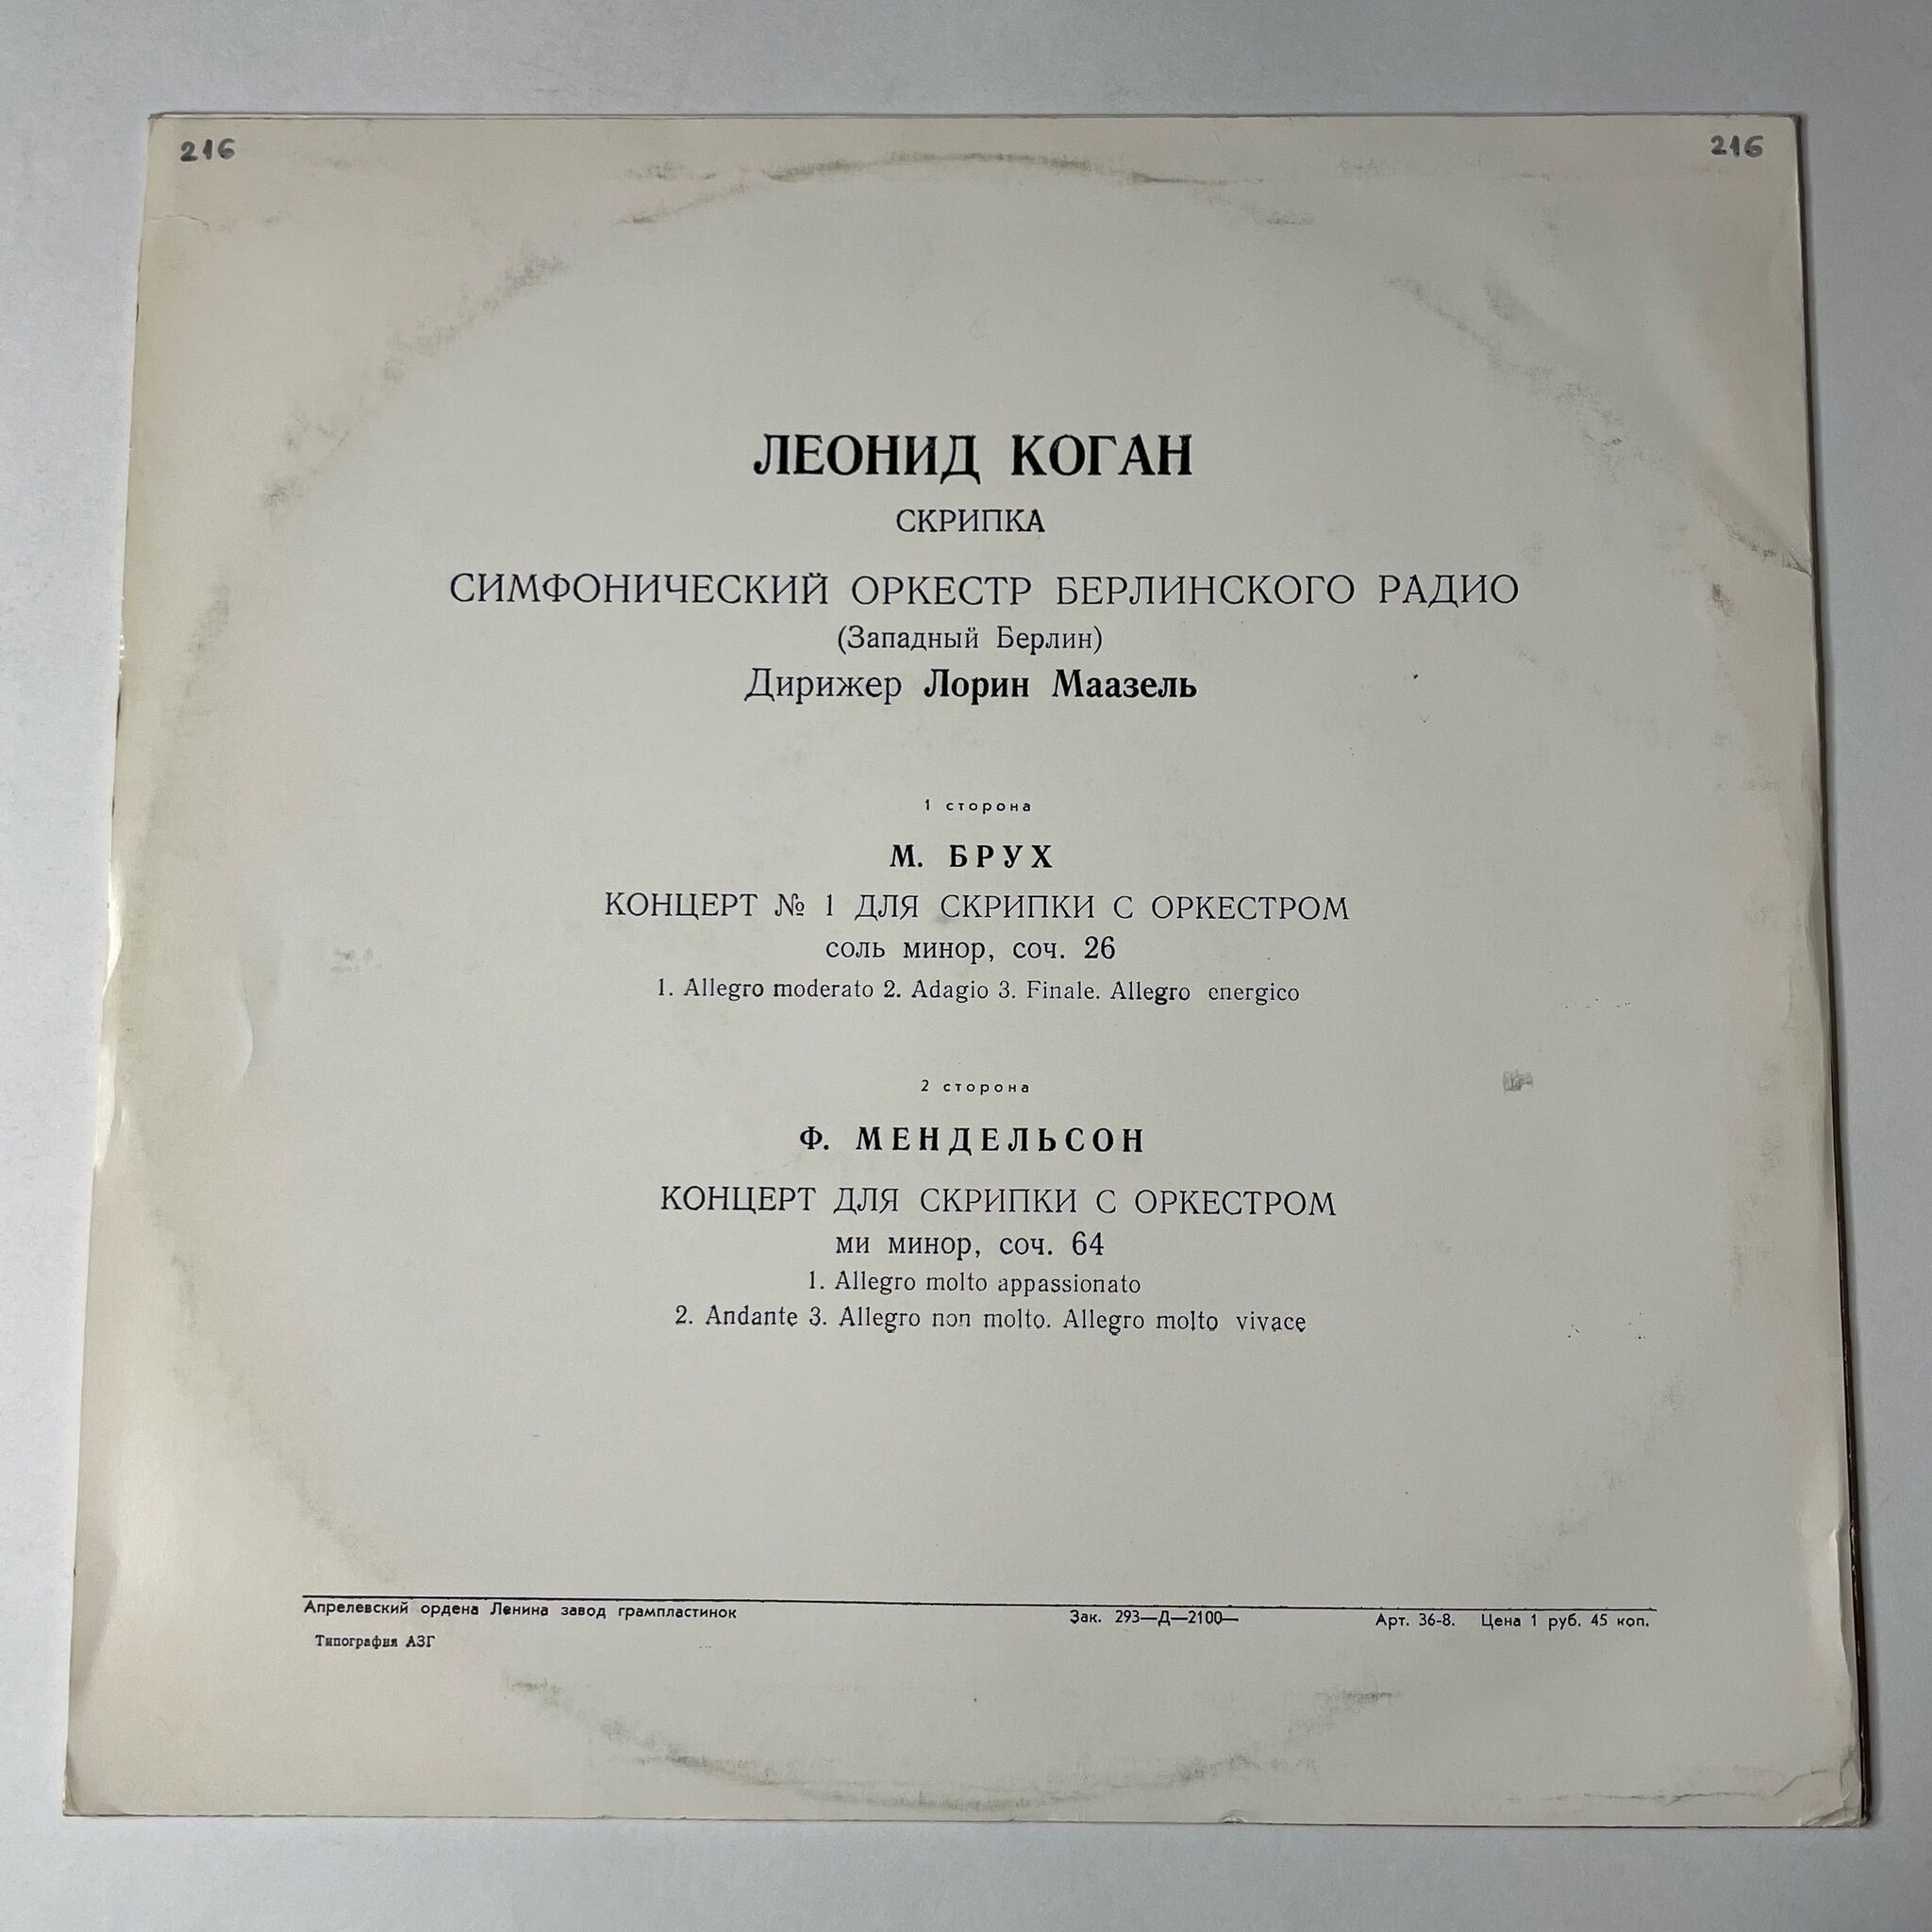 216 216
ЛЕОНИД КОГАН
СКРИПКА
СИМФОНИЧЕСКИЙ ОРКЕСТР БЕРЛИНСКОГО РАДИО
(Западный Берлин)
Дирижер Лорин Маазель
1 сторона
М. БРУХ
КОНЦЕРТ № 1 ДЛЯ СКРИПКИ С ОРКЕСТРОМ
соль минор, соч. 26
1. Allegro moderato 2. Adagio 3. Finale. Allegro energico
2 сторона
Ф. МЕНДЕЛЬСОН
КОНЦЕРТ ДЛЯ СКРИПКИ С ОРКЕСТРОМ
ми минор, соч. 64
1. Allegro molto appassionato
2. Andante 3. Allegro non molto. Allegro molto vivace
Апрелевский ордена Ленина завод грампластинок Зак. 293—Д—2100— Арт. 36-8. Цена 1 руб. 45 коп.
Типография АЗГ